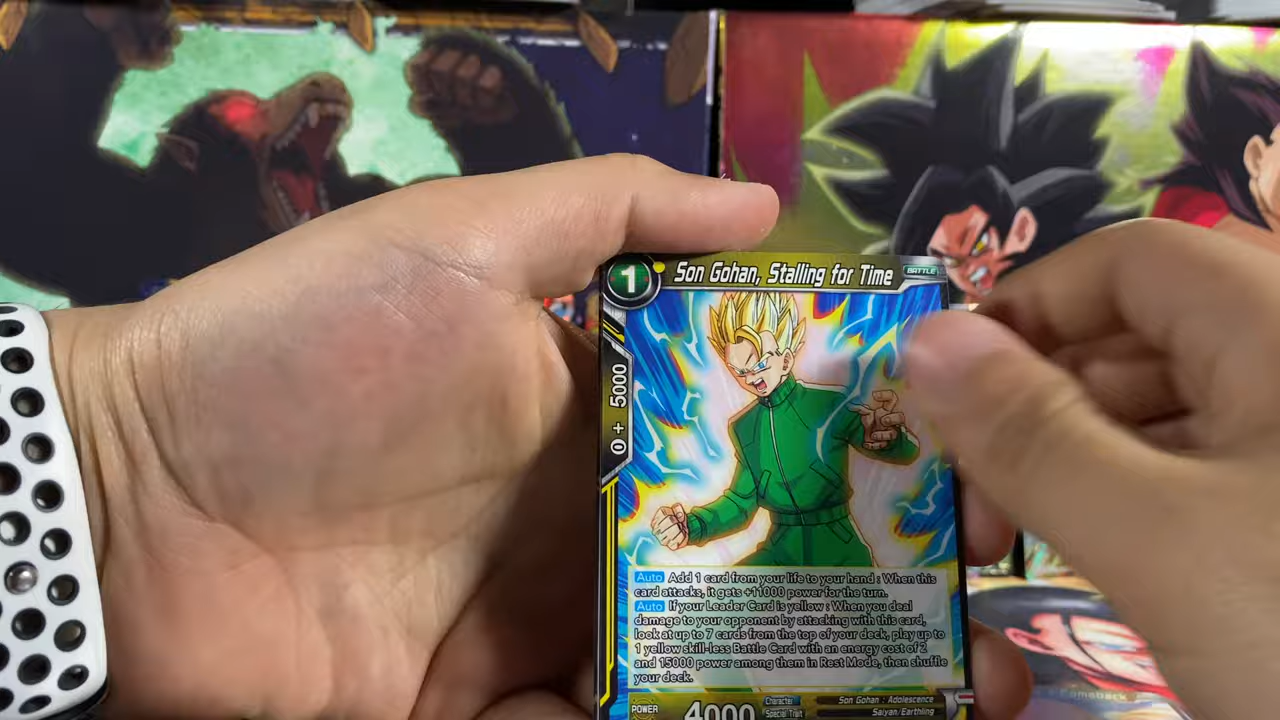 1 Son Gohan, Stalling for Time BATTLE
0 + 5000
Auto Add 1 card from your life to your hand : When this
card attacks, it gets +11000 power for the turn.
Auto If your Leader Card is yellow : When you deal
damage to your opponent by attacking with this card,
look at up to 7 cards from the top of your deck, play up to
1 yellow skill-less Battle Card with an energy cost of 2
and 15000 power among them in Rest Mode, then shuffle
your deck.
POWER 4000
Character Son Gohan : Adolescence
Special Trait Saiyan/Earthling